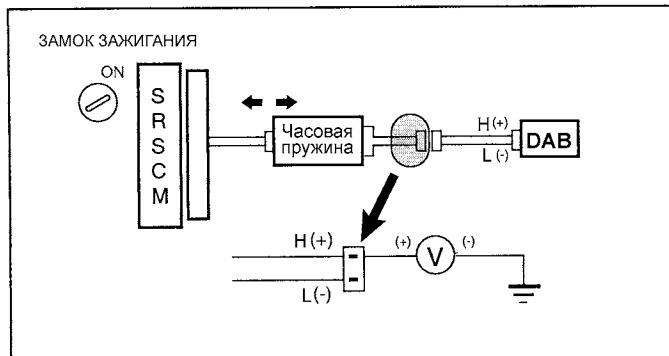 ЗАМОК ЗАЖИГАНИЯ
ON
S
R
S
C
M
Часовая
пружина
H (+)
L (-)
DAB
H (+)
(+)
V
(-)
L (-)